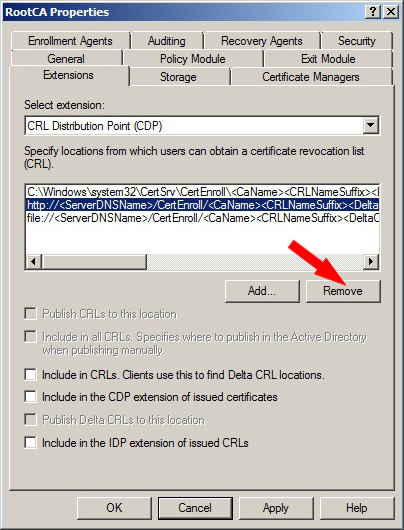 RootCA Properties
Enrollment Agents Auditing Recovery Agents Security
General Policy Module Exit Module
Extensions Storage Certificate Managers
Select extension:
CRL Distribution Point (CDP)
Specify locations from which users can obtain a certificate revocation list
(CRL).
C:\Windows\system32\CertSrv\CertEnroll\<CaName><CRLNameSuffix><D
http://<ServerDNSName>/CertEnroll/<CaName><CRLNameSuffix><Delta
file://<ServerDNSName>/CertEnroll/<CaName><CRLNameSuffix><DeltaC
Add... Remove
Publish CRLs to this location
Include in all CRLs. Specifies where to publish in the Active Directory
when publishing manually.
Include in CRLs. Clients use this to find Delta CRL locations.
Include in the CDP extension of issued certificates
Publish Delta CRLs to this location
Include in the IDP extension of issued CRLs
OK Cancel Apply Help